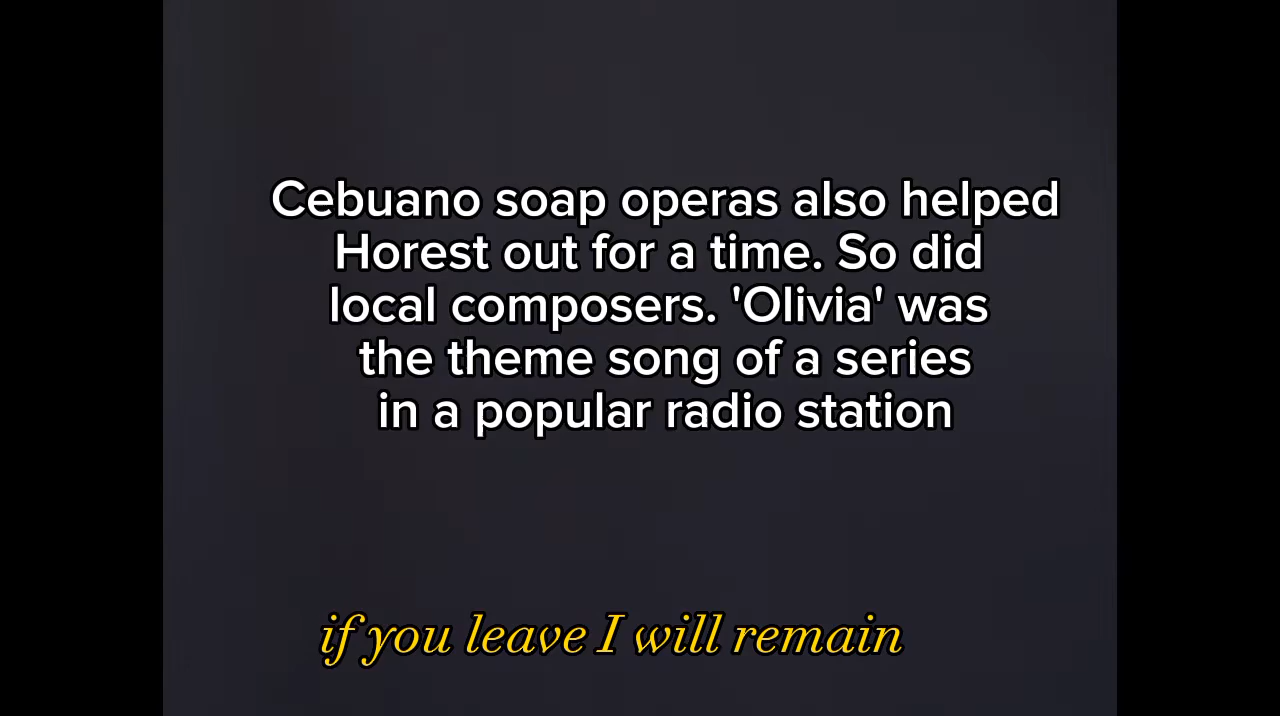 Cebuano soap operas also helped
Horest out for a time. So did
local composers. 'Olivia' was
the theme song of a series
in a popular radio station
if you leave I will remain